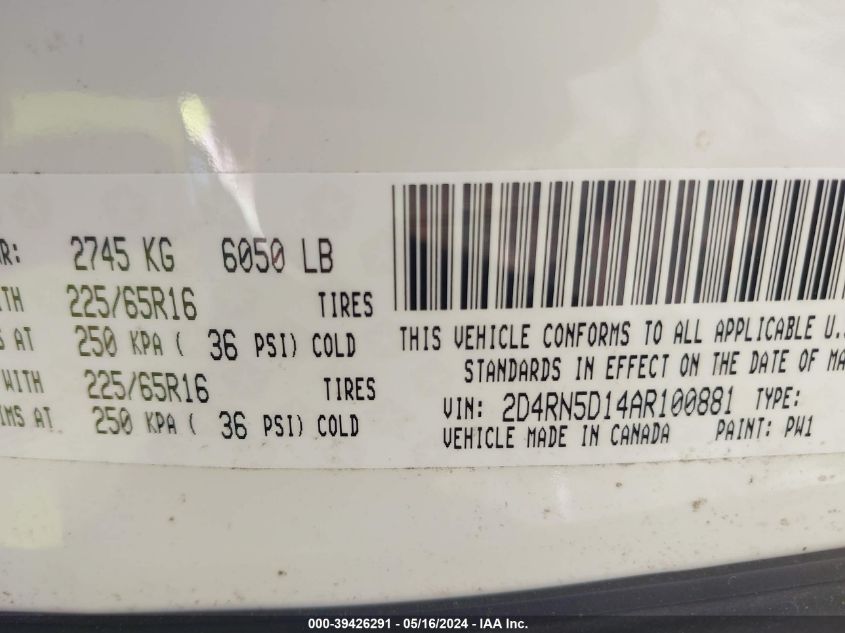 R: 2745 KG 6050 LB
WITH 225/65R16 TIRES
S AT 250 KPA ( 36 PSI) COLD
WITH 225/65R16 TIRES
IMS AT 250 KPA ( 36 PSI) COLD
THIS VEHICLE CONFORMS TO ALL APPLICABLE U.S
STANDARDS IN EFFECT ON THE DATE OF MA
VIN: 2D4RN5D14AR100881 TYPE:
VEHICLE MADE IN CANADA PAINT: PW1
000-39426291 - 05/16/2024 - IAA Inc.